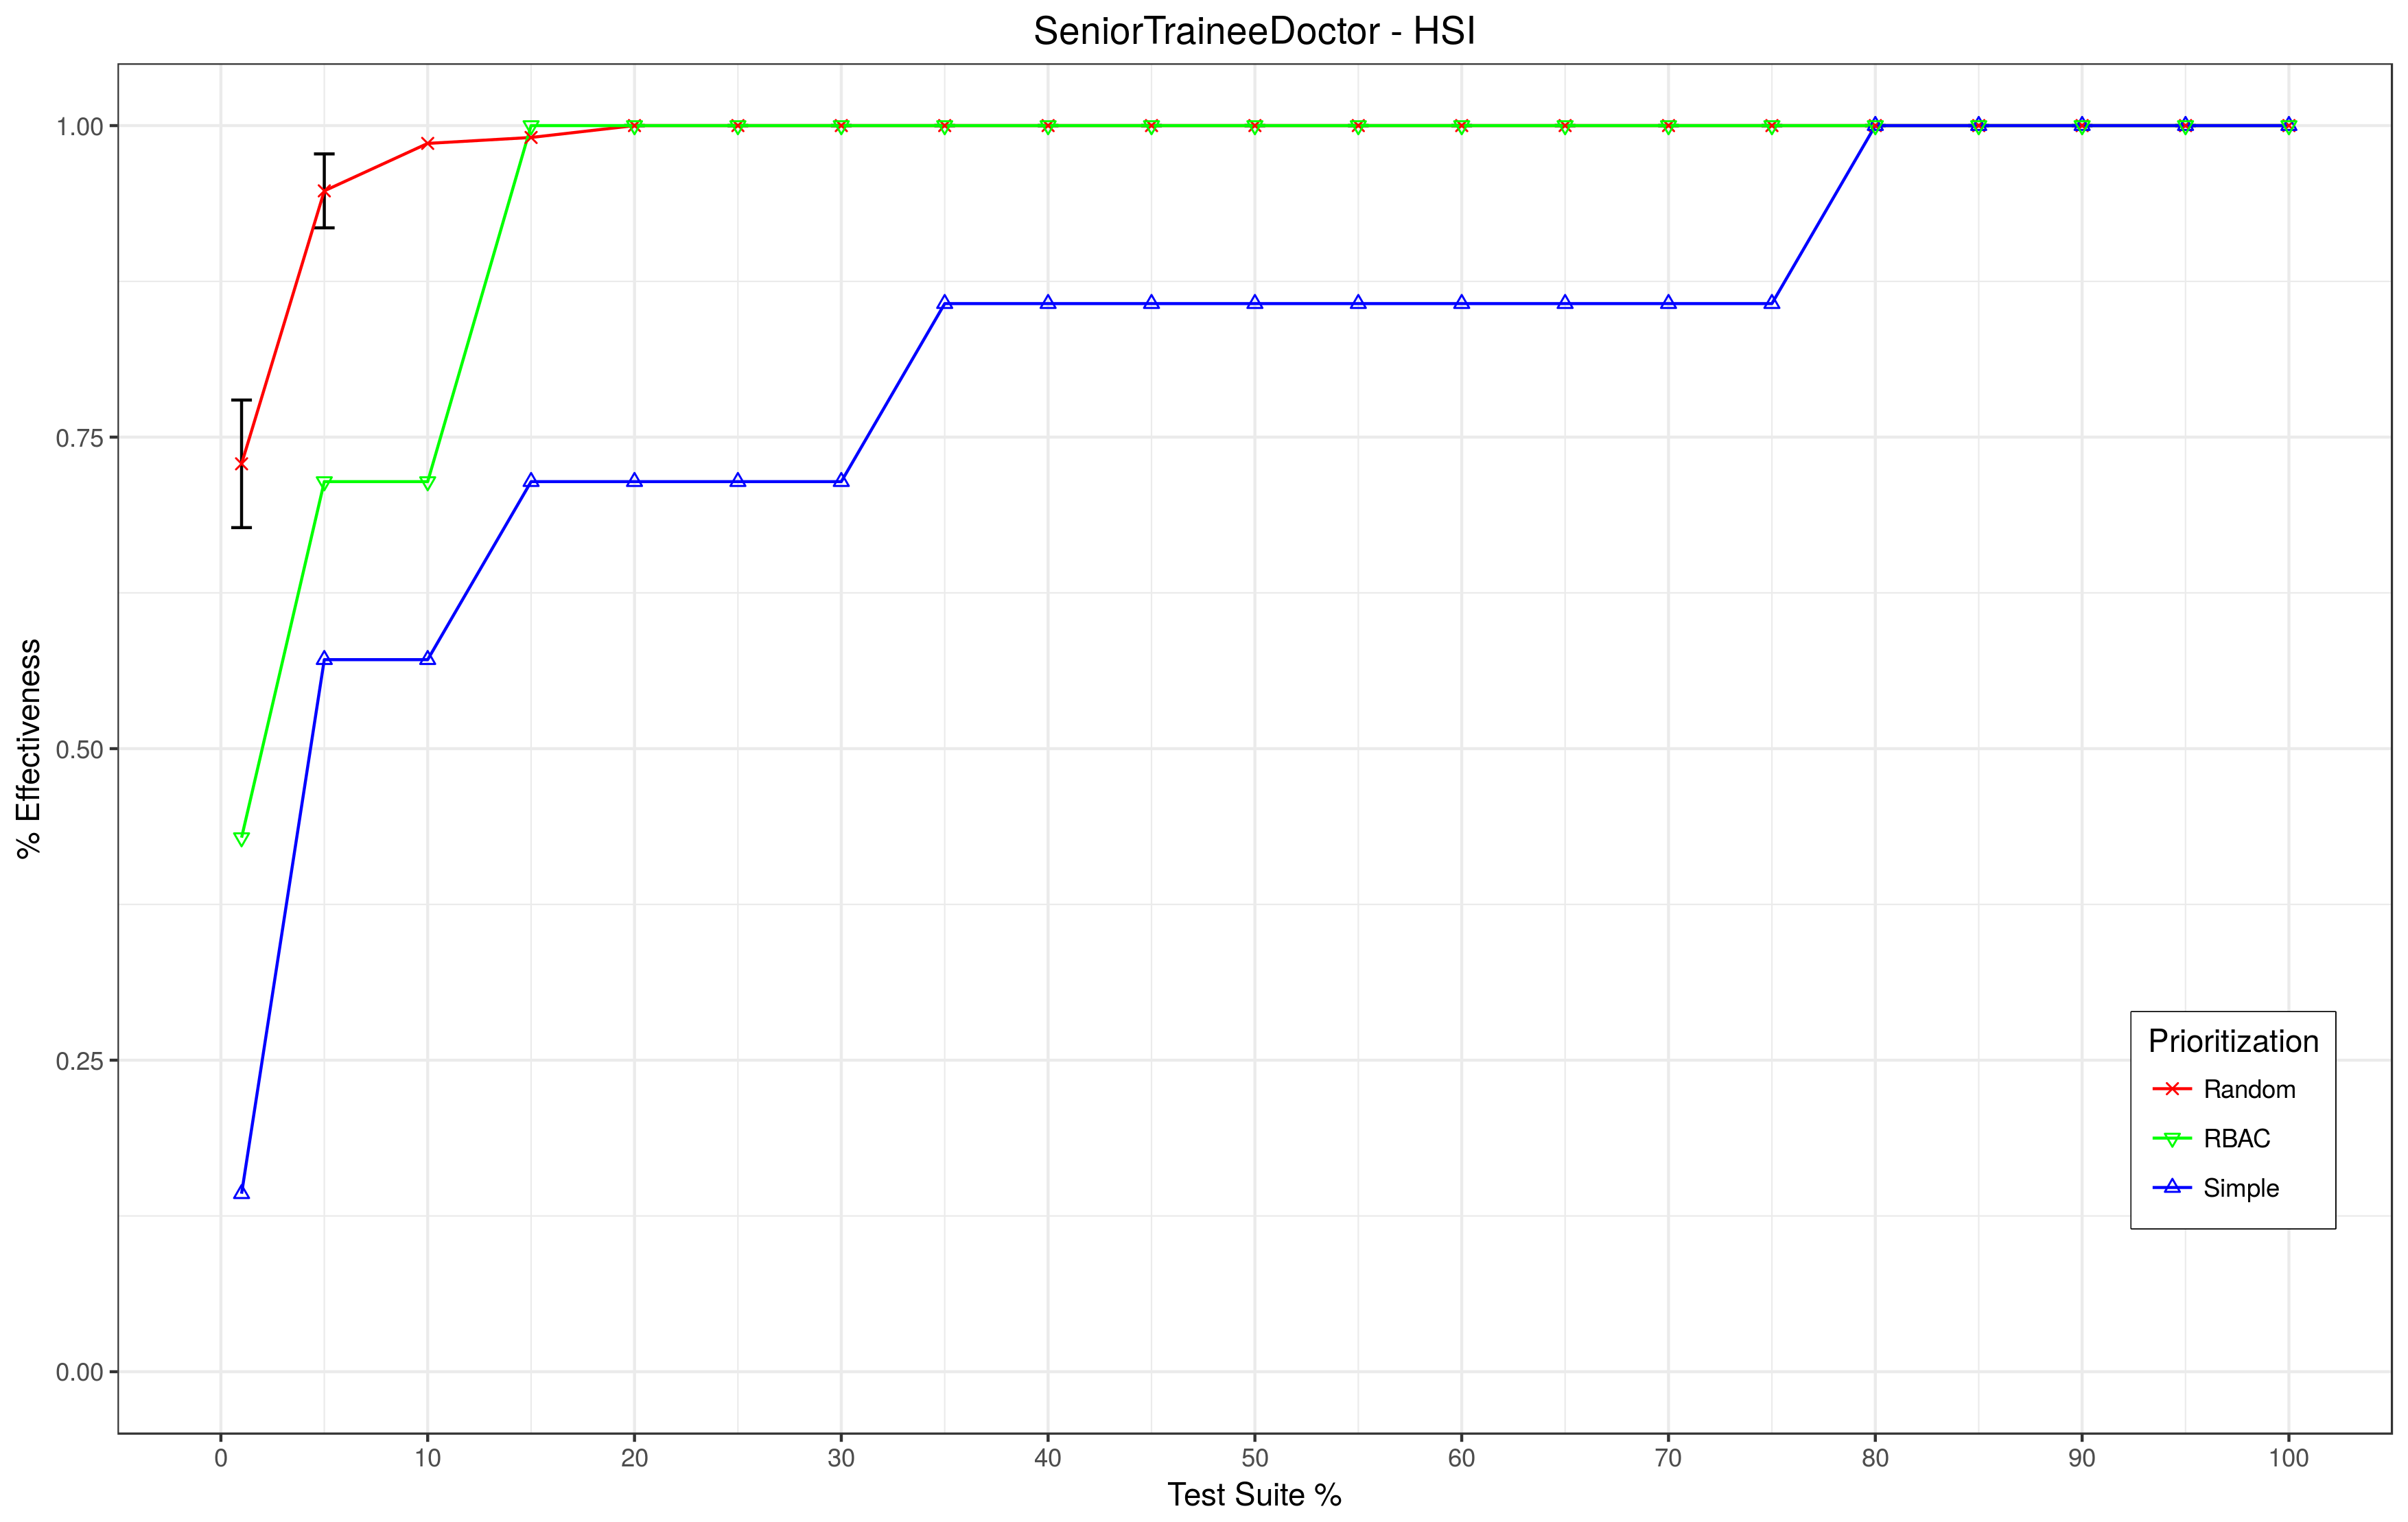 SeniorTraineeDoctor - HSI
% Effectiveness
1.00
0.75
0.50
0.25
0.00
Prioritization
Random
RBAC
Simple
0 10 20 30 40 50 60 70 80 90 100
Test Suite %